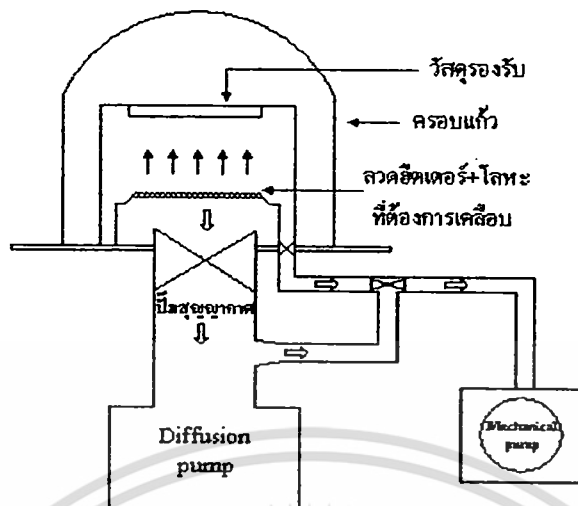 วัสดุรองรับ
ครอบแก้ว
ลวดฮีตเตอร์+โลหะ
ที่ต้องการเคลือบ
ปั๊มสุญญากาศ
Diffusion
pump
Mechanical
pump